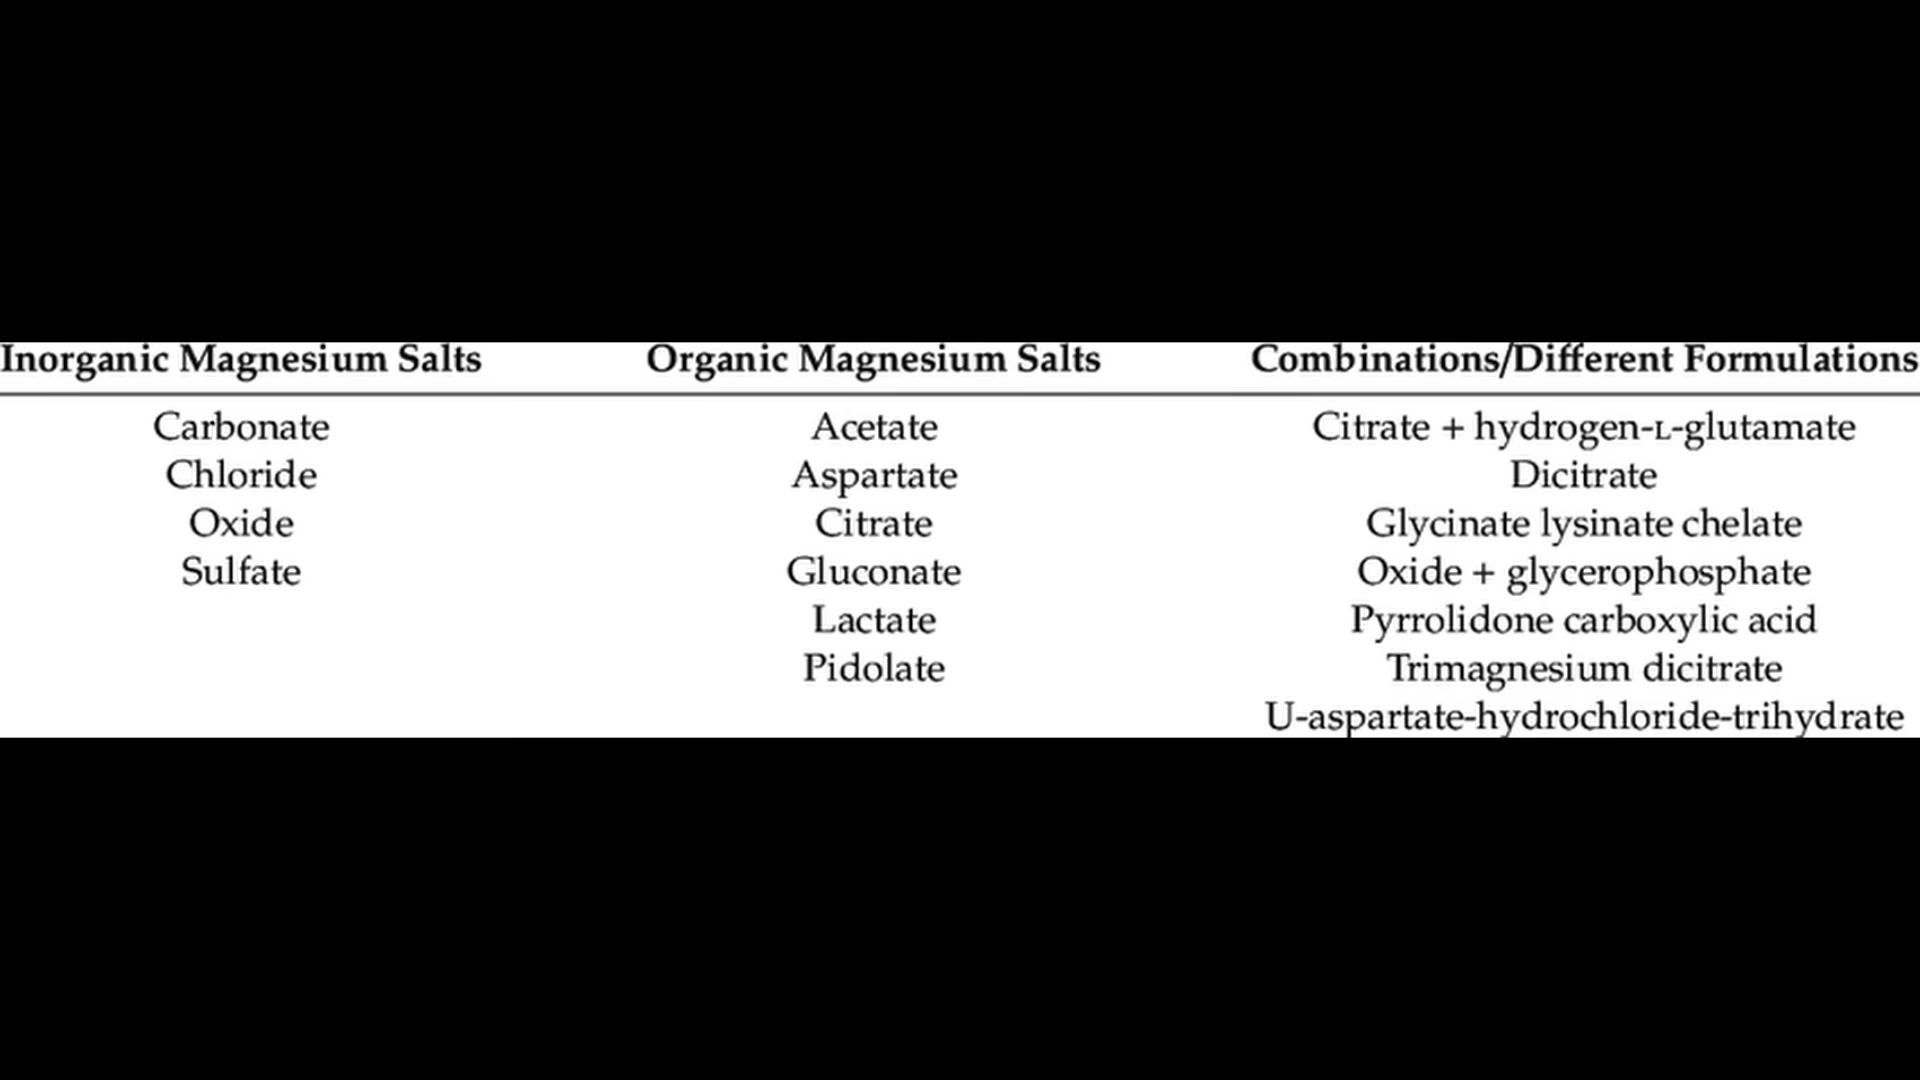 Inorganic Magnesium Salts Organic Magnesium Salts Combinations/Different Formulations
Carbonate Acetate Citrate + hydrogen-L-glutamate
Chloride Aspartate Dicitrate
Oxide Citrate Glycinate lysinate chelate
Sulfate Gluconate Oxide + glycerophosphate
Lactate Pyrrolidone carboxylic acid
Pidolate Trimagnesium dicitrate
U-aspartate-hydrochloride-trihydrate